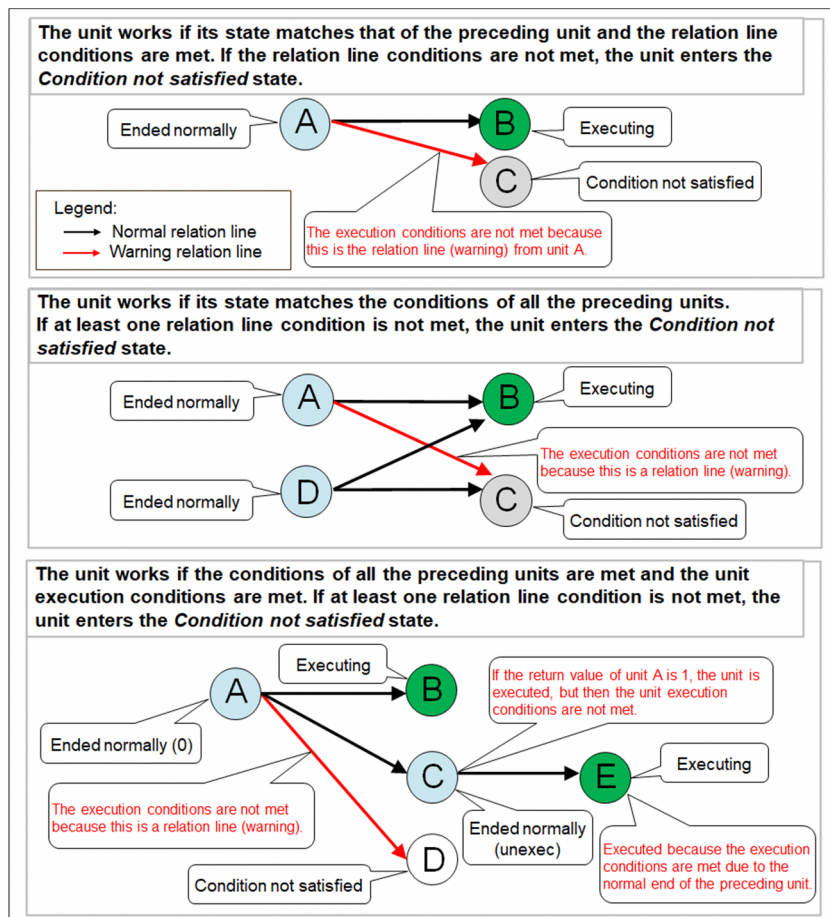 The unit works if its state matches that of the preceding unit and the relation line
conditions are met. If the relation line conditions are not met, the unit enters the
Condition not satisfied state.
Ended normally
A
B
Executing
C
Condition not satisfied
Legend:
Normal relation line
Warning relation line
The execution conditions are not met because
this is the relation line (warning) from unit A.
The unit works if its state matches the conditions of all the preceding units.
If at least one relation line condition is not met, the unit enters the Condition not
satisfied state.
Ended normally
A
B
Executing
The execution conditions are not met
because this is a relation line (warning).
Ended normally
D
C
Condition not satisfied
The unit works if the conditions of all the preceding units are met and the unit
execution conditions are met. If at least one relation line condition is not met, the
unit enters the Condition not satisfied state.
Executing
A
B
If the return value of unit A is 1, the unit is
executed, but then the unit execution
conditions are not met.
Ended normally (0)
C
E
Executing
The execution conditions are not met
because this is a relation line (warning).
Ended normally
(unexec)
D
Condition not satisfied
Executed because the execution
conditions are met due to the
normal end of the preceding unit.